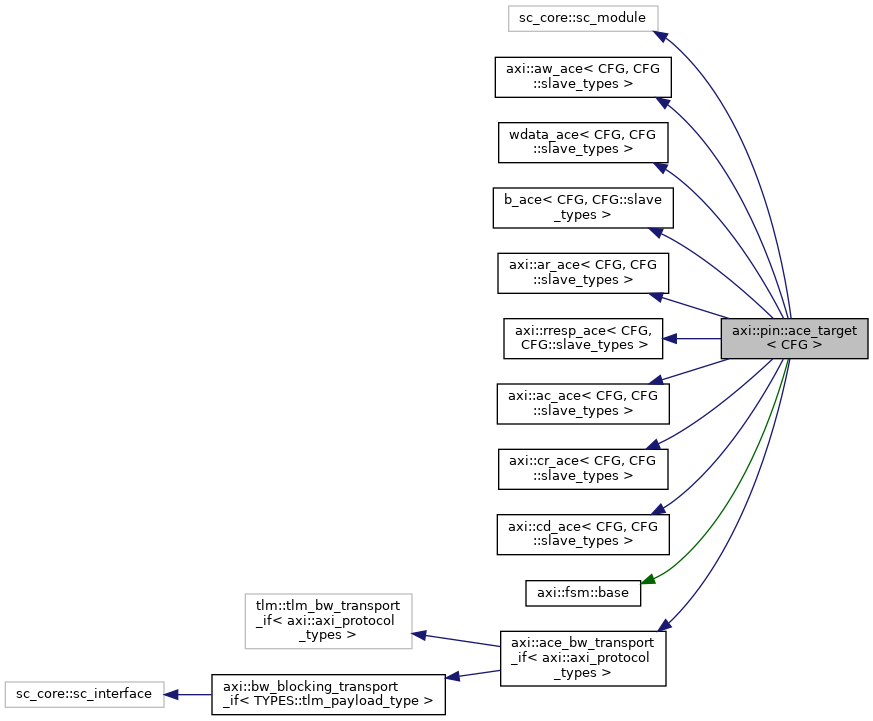 sc_core::sc_module
axi::aw_ace< CFG, CFG
::slave_types >
wdata_ace< CFG, CFG
::slave_types >
b_ace< CFG, CFG::slave
_types >
axi::ar_ace< CFG, CFG
::slave_types >
axi::rresp_ace< CFG,
CFG::slave_types >
axi::pin::ace_target
< CFG >
axi::ac_ace< CFG, CFG
::slave_types >
axi::cr_ace< CFG, CFG
::slave_types >
axi::cd_ace< CFG, CFG
::slave_types >
axi::fsm::base
tlm::tlm_bw_transport
_if< axi::axi_protocol
_types >
axi::ace_bw_transport
_if< axi::axi_protocol
_types >
sc_core::sc_interface
axi::bw_blocking_transport
_if< TYPES::tlm_payload_type >